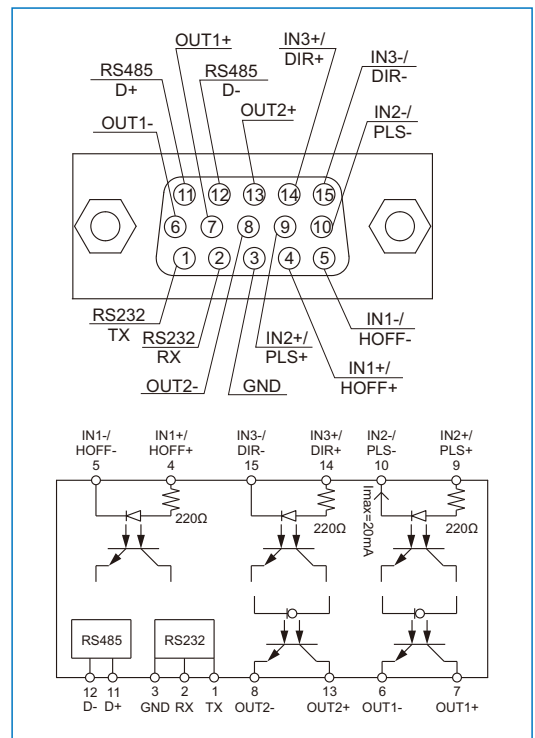 OUT1+
IN3+/
DIR+
RS485
D+
RS485
D-
IN3-/
DIR-
OUT1-
OUT2+
IN2-/
PLS-
11 12 13 14 15
6 7 8 9 10
1 2 3 4 5
RS232
TX
RS232
RX
IN2+/
PLS+
IN1-/
HOFF-
OUT2-
GND
IN1+/
HOFF+
IN1-/ IN1+/ IN3-/ IN3+/ IN2-/ IN2+/
HOFF- HOFF+ DIR- DIR+ PLS- PLS+
5 4 15 14 10 9
Imax=20mA
220Ω 220Ω 220Ω
RS485 RS232
12 11 3 2 1 8 13 6 7
D- D+ GND RX TX OUT2- OUT2+ OUT1- OUT1+